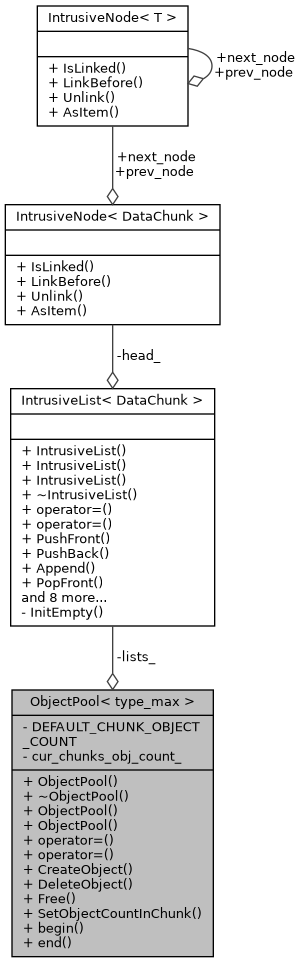 IntrusiveNode< T >
+ IsLinked()
+ LinkBefore()
+ Unlink()
+ AsItem()
+next_node
+prev_node
+next_node
+prev_node
IntrusiveNode< DataChunk >
+ IsLinked()
+ LinkBefore()
+ Unlink()
+ AsItem()
-head_
IntrusiveList< DataChunk >
+ IntrusiveList()
+ IntrusiveList()
+ IntrusiveList()
+ ~IntrusiveList()
+ operator=()
+ operator=()
+ PushFront()
+ PushBack()
+ Append()
+ PopFront()
and 8 more...
- InitEmpty()
-lists_
ObjectPool< type_max >
- DEFAULT_CHUNK_OBJECT
_COUNT
- cur_chunks_obj_count_
+ ObjectPool()
+ ~ObjectPool()
+ ObjectPool()
+ ObjectPool()
+ operator=()
+ operator=()
+ CreateObject()
+ DeleteObject()
+ Free()
+ SetObjectCountInChunk()
+ begin()
+ end()